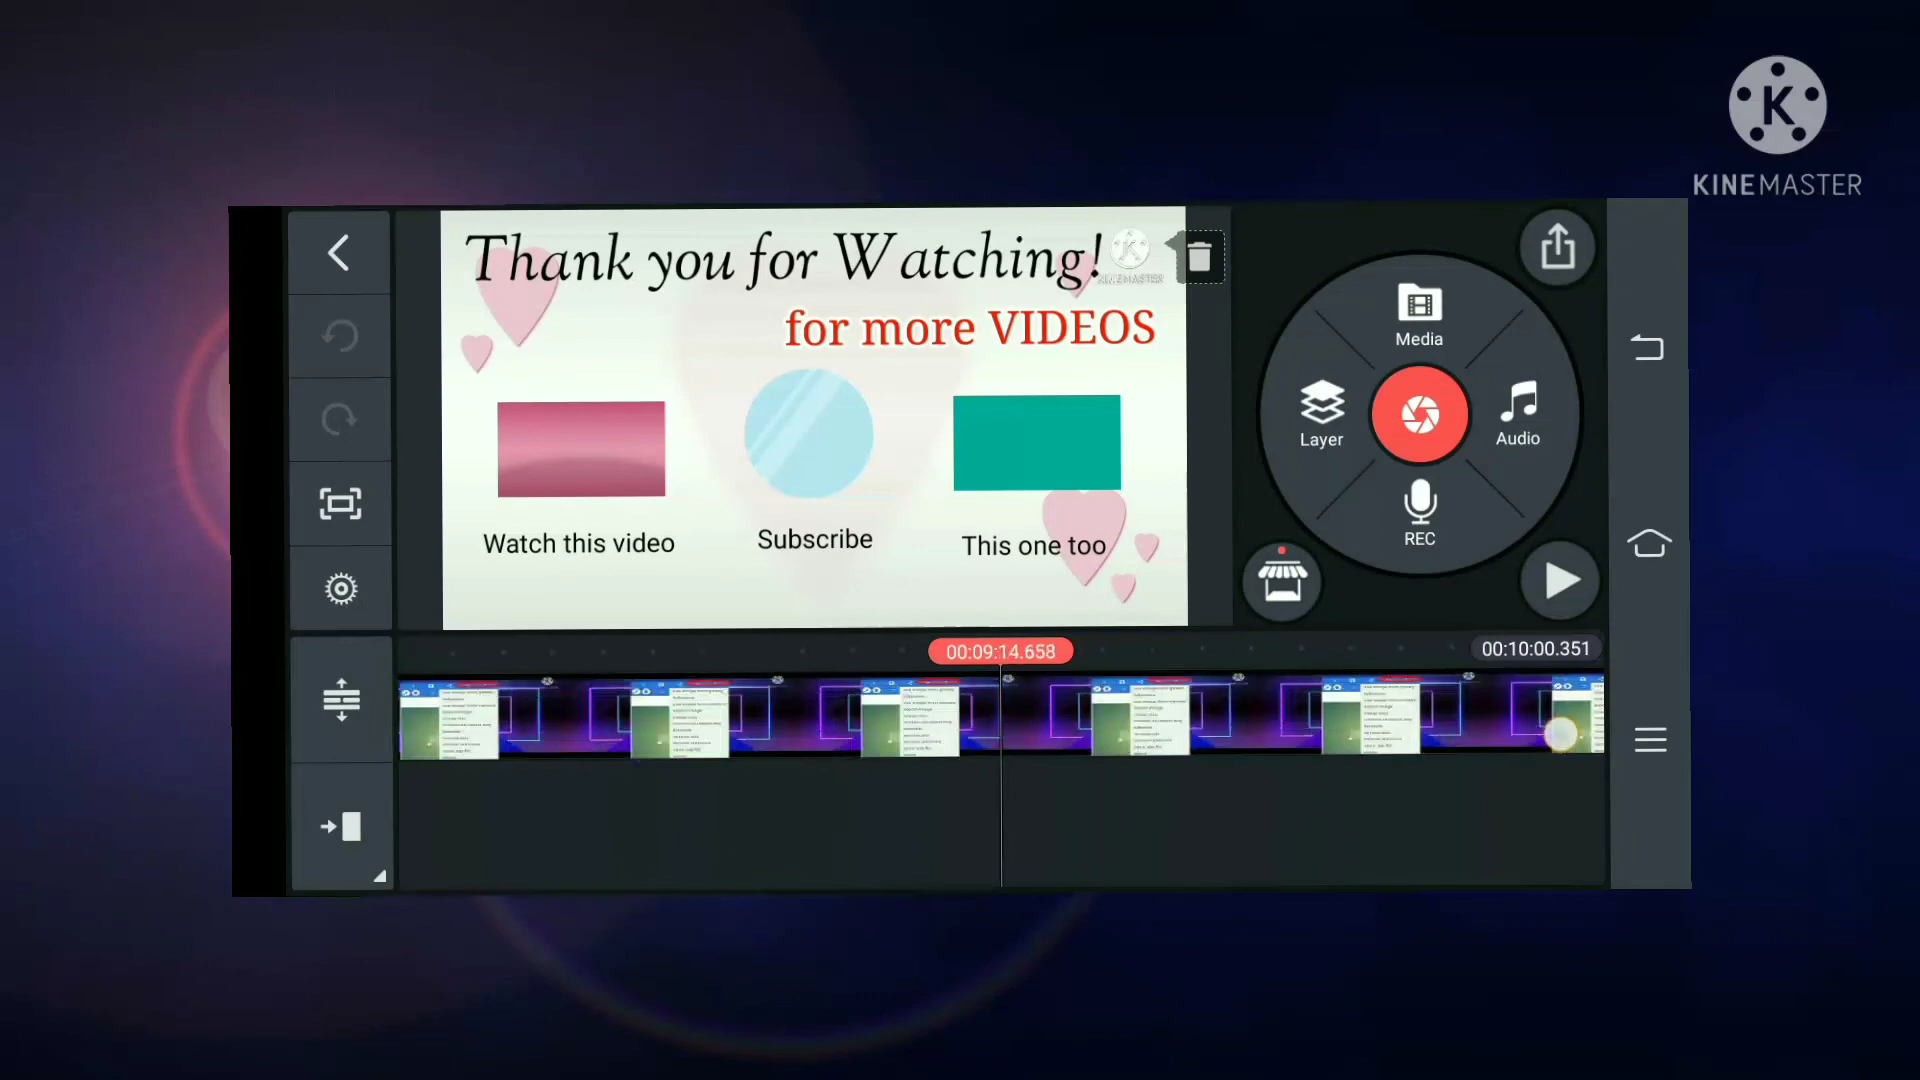 K
KINEMASTER
Thank you for Watching!
KINEMASTER
for more VIDEOS
Media
Layer
Audio
REC
Watch this video
Subscribe
This one too
00:09:14.658
00:10:00.351